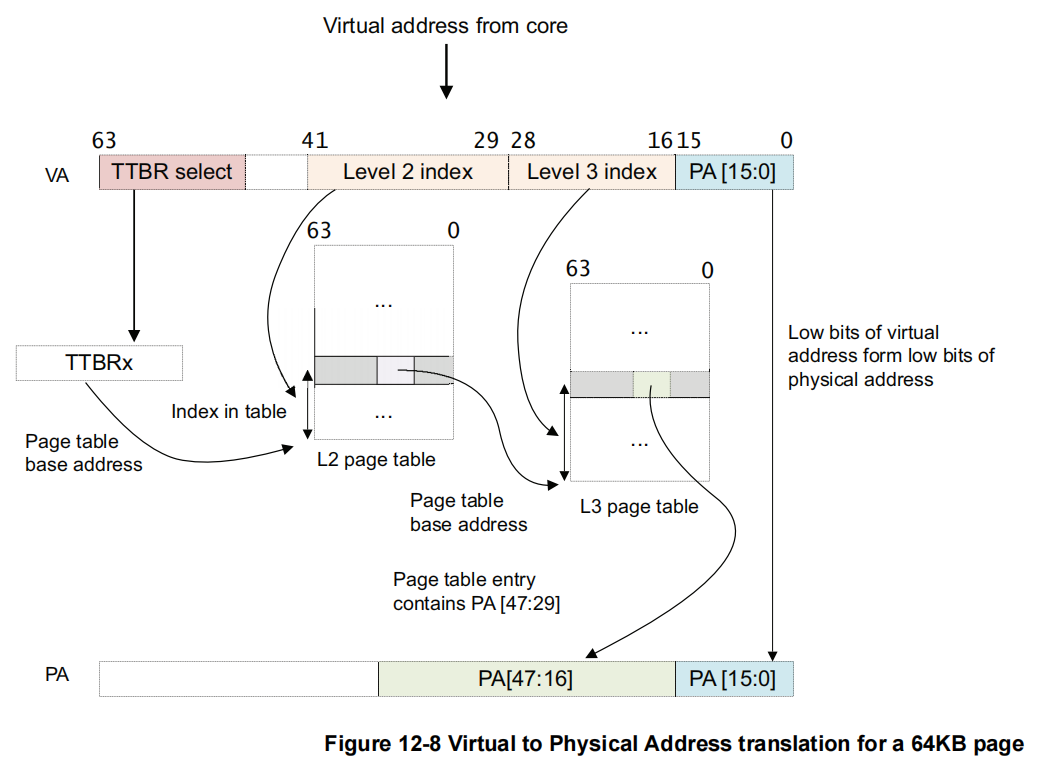 Virtual address from core
63 41 29 28 16 15 0
VA TTBR select Level 2 index Level 3 index PA [15:0]
63 0
63 0
...
...
Low bits of virtual
address form low bits of
physical address
TTBRx
Index in table
...
...
Page table
base address
L2 page table
Page table
base address
L3 page table
Page table entry
contains PA [47:29]
PA PA[47:16] PA [15:0]
Figure 12-8 Virtual to Physical Address translation for a 64KB page